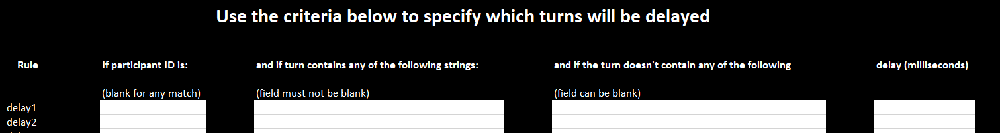 Use the criteria below to specify which turns will be delayed
Rule If participant ID is: and if turn contains any of the following strings: and if the turn doesn't contain any of the following delay (milliseconds)
(blank for any match) (field must not be blank) (field can be blank)
delay1
delay2